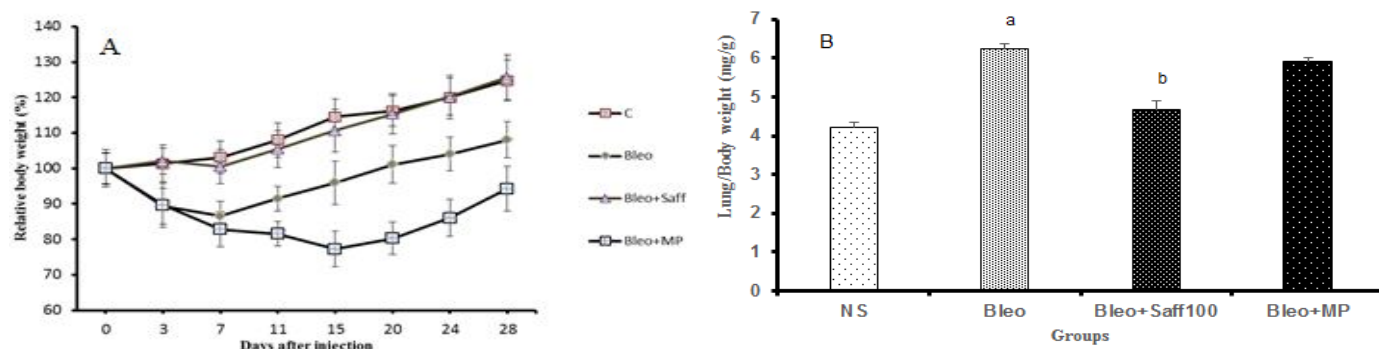 A
Relative body weight (%)
140
130
120
110
100
90
80
70
60
0 3 7 11 15 20 24 28
Days after injection
C
Bleo
Bleo+Saff
Bleo+MP
B
Lung/Body weight (mg/g)
7
6
5
4
3
2
1
0
a
b
NS Bleo Bleo+Saff100 Bleo+MP
Groups